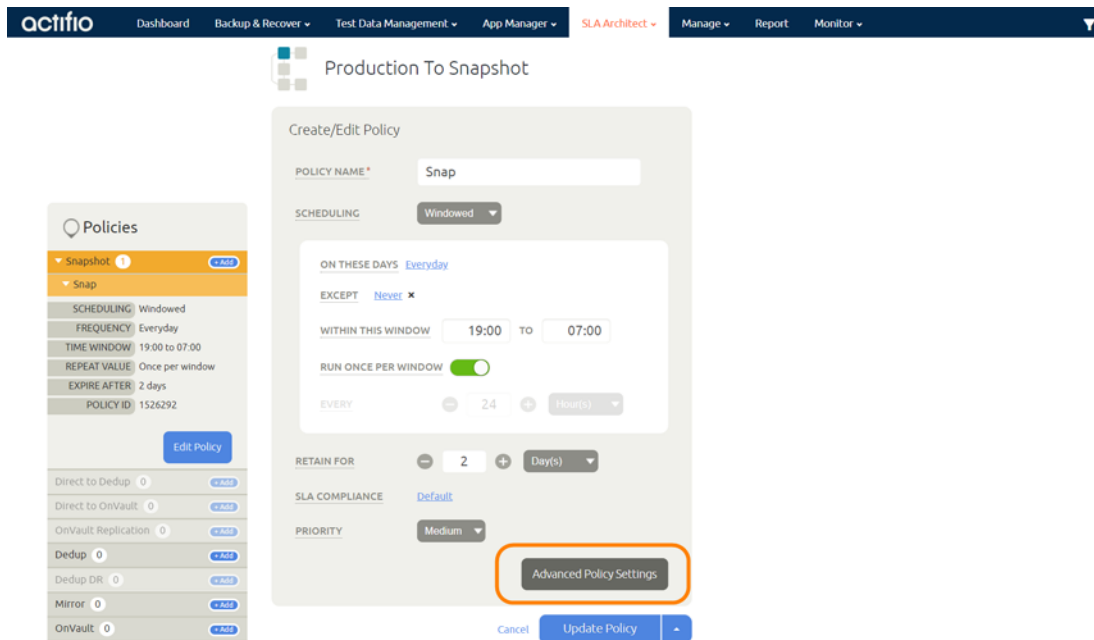 actifio Dashboard Backup & Recover Test Data Management App Manager SLA Architect Manage Report Monitor
Production To Snapshot
Create/Edit Policy
POLICY NAME* Snap
SCHEDULING Windowed
ON THESE DAYS Everyday
EXCEPT Never ×
WITHIN THIS WINDOW 19:00 TO 07:00
RUN ONCE PER WINDOW
EVERY 24 Hour(s)
RETAIN FOR 2 Day(s)
SLA COMPLIANCE Default
PRIORITY Medium
Advanced Policy Settings
Cancel Update Policy
Policies
Snapshot 1 +Add
Snap
SCHEDULING Windowed
FREQUENCY Everyday
TIME WINDOW 19:00 to 07:00
REPEAT VALUE Once per window
EXPIRE AFTER 2 days
POLICY ID 1526292
Edit Policy
Direct to Dedup 0 +Add
Direct to OnVault 0 +Add
OnVault Replication 0 +Add
Dedup 0 +Add
Dedup DR 0 +Add
Mirror 0 +Add
OnVault 0 +Add